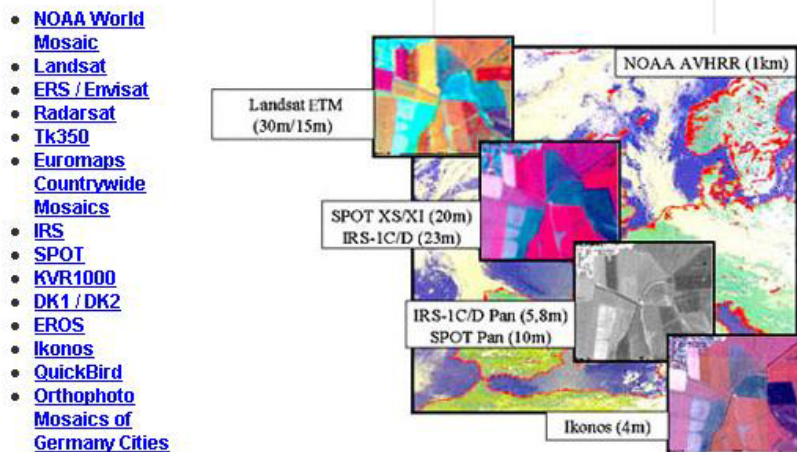 NOAA World
Mosaic
Landsat
ERS / Envisat
Radarsat
Tk350
Euromaps
Countrywide
Mosaics
IRS
SPOT
KVR1000
DK1 / DK2
EROS
Ikonos
QuickBird
Orthophoto
Mosaics of
Germany Cities
NOAA AVHRR (1km)
Landsat ETM
(30m/15m)
SPOT XS/XI (20m)
IRS-1C/D (23m)
IRS-1C/D Pan (5,8m)
SPOT Pan (10m)
Ikonos (4m)